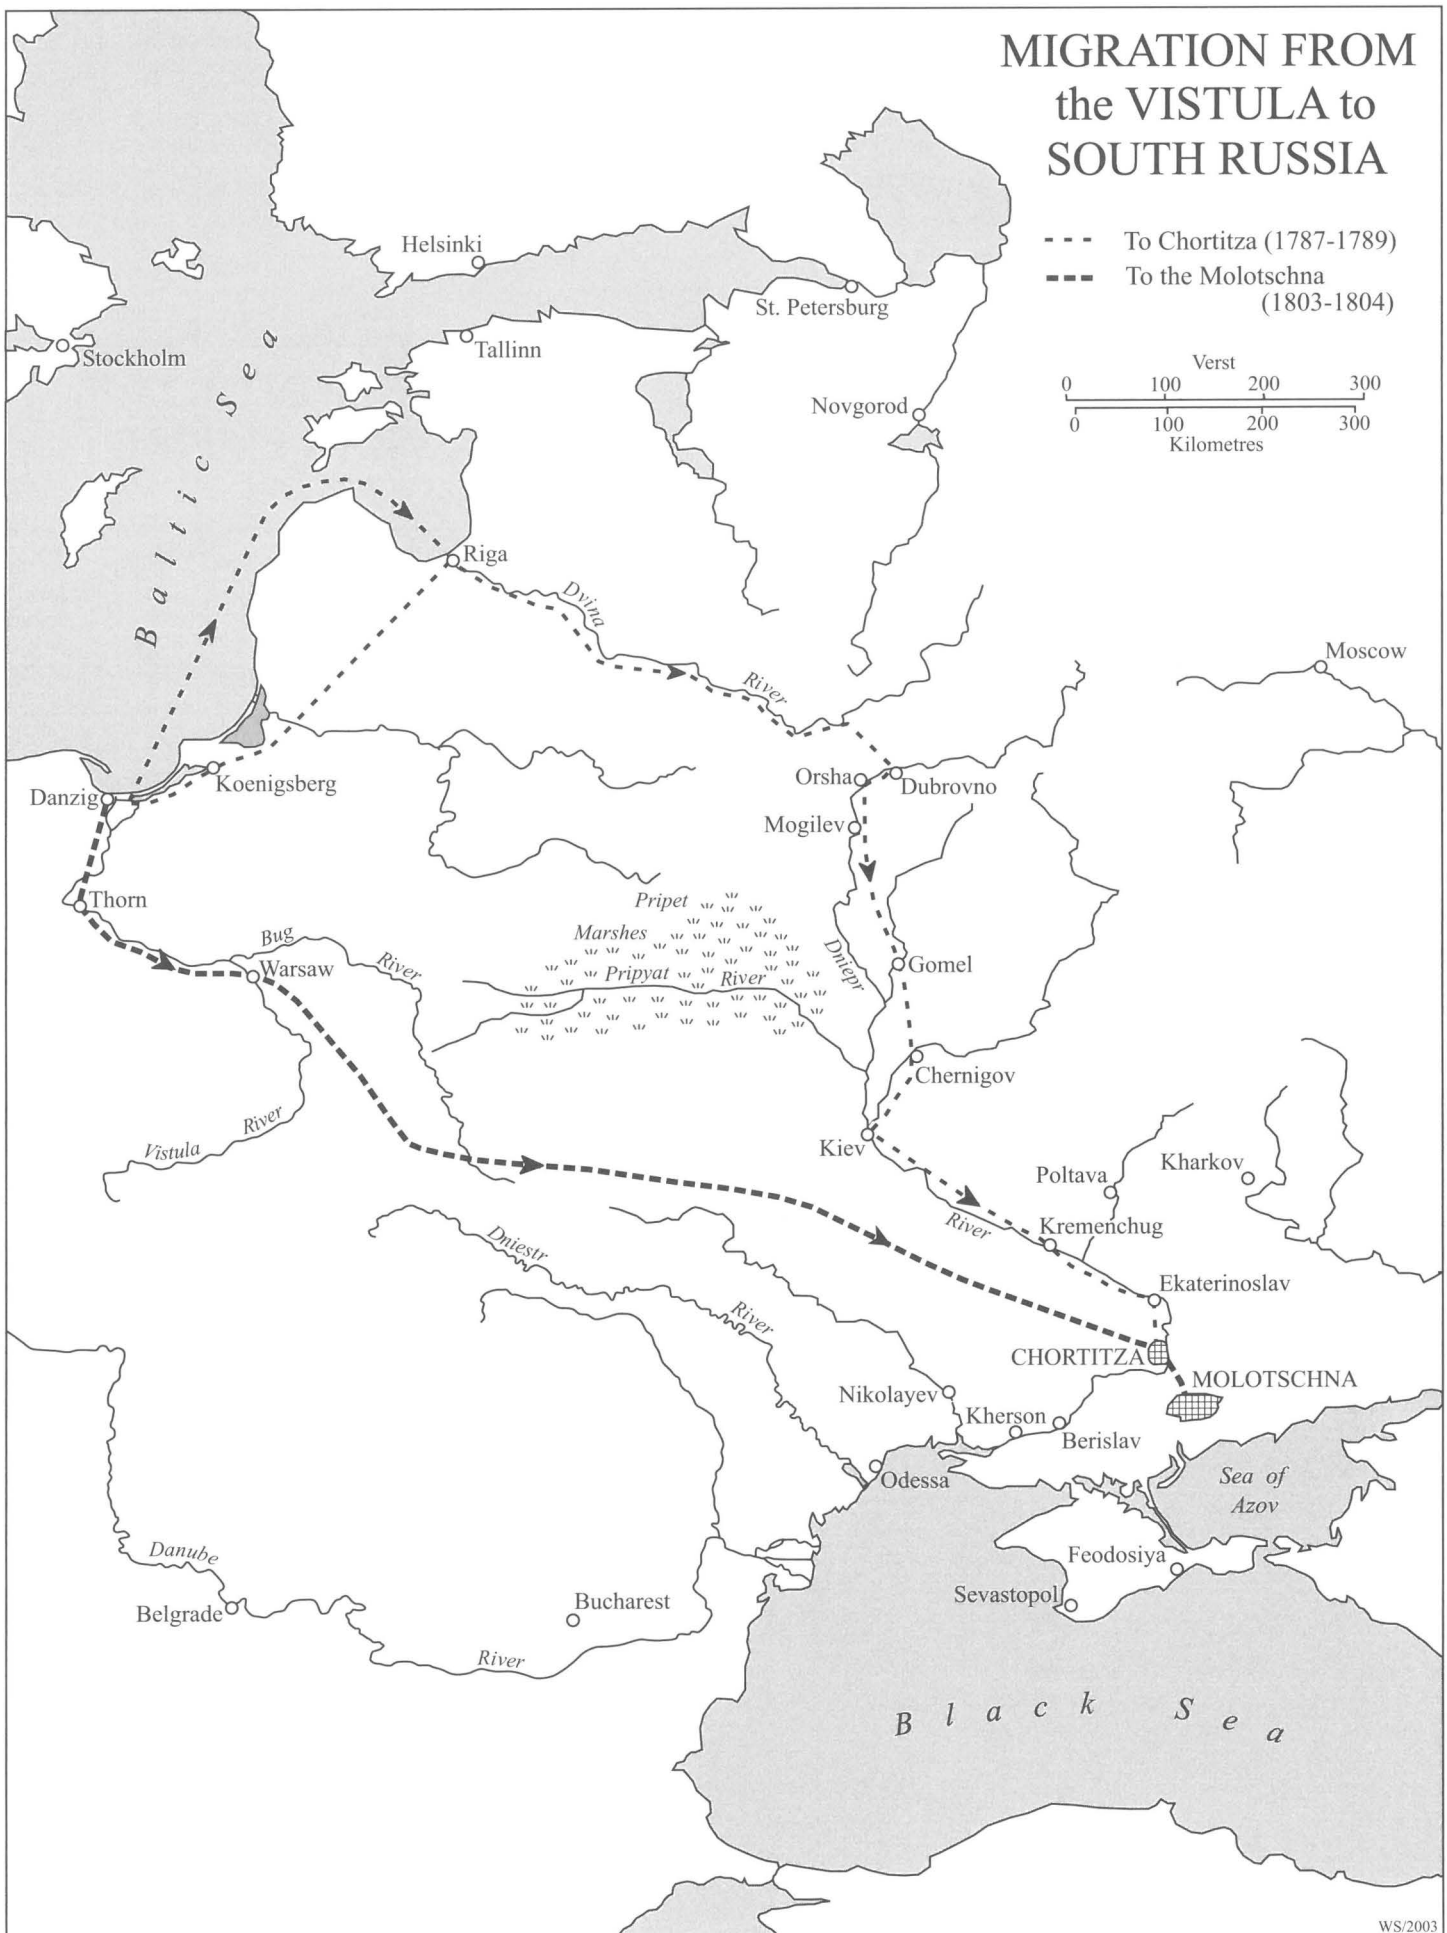 MIGRATION FROM
the VISTULA to
SOUTH RUSSIA
To Chortitza (1787-1789)
To the Molotschna
(1803-1804)
Verst
0 100 200 300
0 100 200 300
Kilometres
Helsinki
St. Petersburg
Tallinn
Stockholm
Novgorod
Baltic Sea
Riga
Dvina
River
Moscow
Koenigsberg
Danzig
Orsha
Dubrovno
Mogilev
Thorn
Pripet
Marshes
Pripyat River
Bug
River
Warsaw
Dniepr
Gomel
Chernigov
Vistula River
Kiev
River
Poltava
Kharkov
Kremenchug
Dniestr
River
Ekaterinoslav
CHORTITZA
MOLOTSCHNA
Nikolayev
Kherson
Berislav
Odessa
Sea of
Azov
Feodosiya
Sevastopol
Danube
Belgrade
River
Bucharest
Black Sea
WS/2003